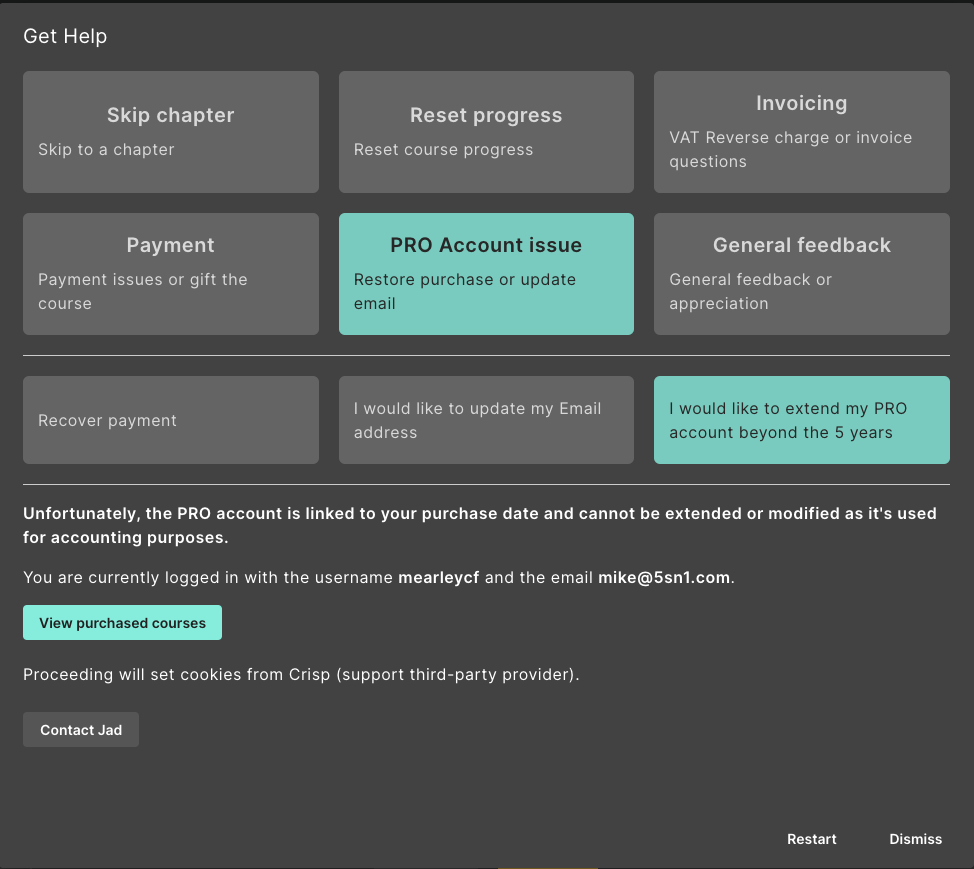 Get Help
Skip chapter
Skip to a chapter
Reset progress
Reset course progress
Invoicing
VAT Reverse charge or invoice
questions
Payment
Payment issues or gift the
course
PRO Account issue
Restore purchase or update
email
General feedback
General feedback or
appreciation
Recover payment
I would like to update my Email
address
I would like to extend my PRO
account beyond the 5 years
Unfortunately, the PRO account is linked to your purchase date and cannot be extended or modified as it's used
for accounting purposes.
You are currently logged in with the username mearleycf and the email mike@5sn1.com.
View purchased courses
Proceeding will set cookies from Crisp (support third-party provider).
Contact Jad
Restart
Dismiss